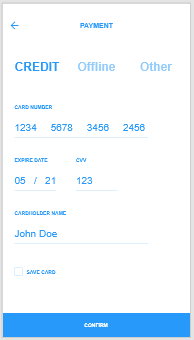 PAYMENT
CREDIT Offline Other
CARD NUMBER
1234 5678 3456 2456
EXPIRE DATE CVV
05 / 21 123
CARDHOLDER NAME
John Doe
SAVE CARD
CONFIRM